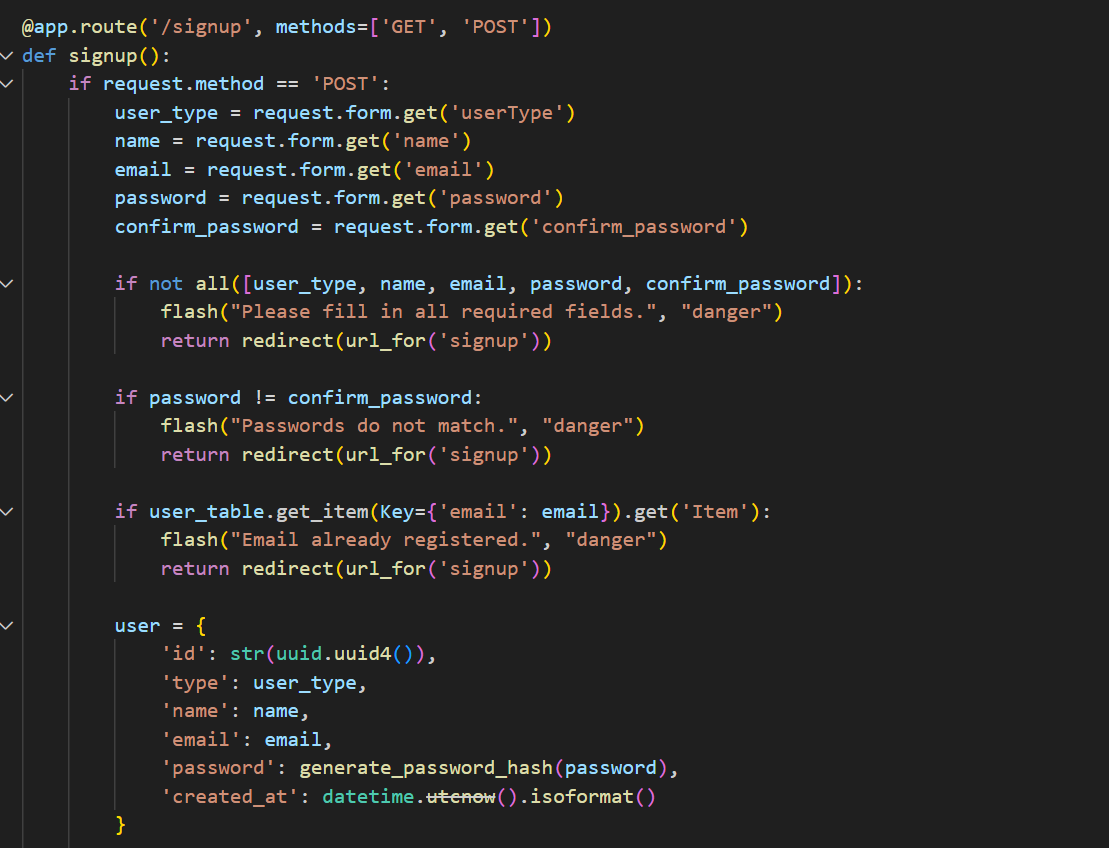 @app.route('/signup', methods=['GET', 'POST'])
def signup():
    if request.method == 'POST':
        user_type = request.form.get('userType')
        name = request.form.get('name')
        email = request.form.get('email')
        password = request.form.get('password')
        confirm_password = request.form.get('confirm_password')

        if not all([user_type, name, email, password, confirm_password]):
            flash("Please fill in all required fields.", "danger")
            return redirect(url_for('signup'))

        if password != confirm_password:
            flash("Passwords do not match.", "danger")
            return redirect(url_for('signup'))

        if user_table.get_item(Key={'email': email}).get('Item'):
            flash("Email already registered.", "danger")
            return redirect(url_for('signup'))

        user = {
            'id': str(uuid.uuid4()),
            'type': user_type,
            'name': name,
            'email': email,
            'password': generate_password_hash(password),
            'created_at': datetime.utcnow().isoformat()
        }